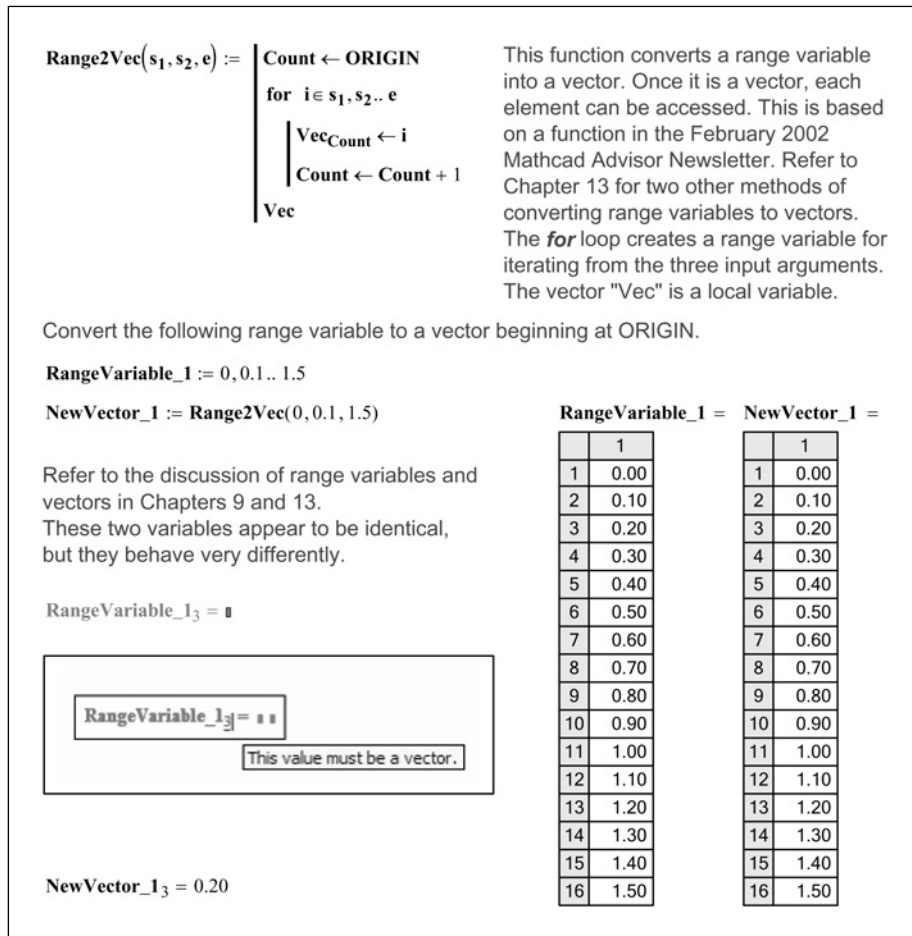 Range2Vec(s₁, s₂, e) :=
Count ← ORIGIN
for i ∈ s₁, s₂.. e
Vec_Count ← i
Count ← Count + 1
Vec
This function converts a range variable
into a vector. Once it is a vector, each
element can be accessed. This is based
on a function in the February 2002
Mathcad Advisor Newsletter. Refer to
Chapter 13 for two other methods of
converting range variables to vectors.
The for loop creates a range variable for
iterating from the three input arguments.
The vector "Vec" is a local variable.
Convert the following range variable to a vector beginning at ORIGIN.
RangeVariable_1 := 0, 0.1.. 1.5
NewVector_1 := Range2Vec(0, 0.1, 1.5)
Refer to the discussion of range variables and
vectors in Chapters 9 and 13.
These two variables appear to be identical,
but they behave very differently.
RangeVariable_1₃ = ▪
RangeVariable_1₃ = ▪ ▪
This value must be a vector.
NewVector_1₃ = 0.20
RangeVariable_1 =
1
1 0.00
2 0.10
3 0.20
4 0.30
5 0.40
6 0.50
7 0.60
8 0.70
9 0.80
10 0.90
11 1.00
12 1.10
13 1.20
14 1.30
15 1.40
16 1.50
NewVector_1 =
1
1 0.00
2 0.10
3 0.20
4 0.30
5 0.40
6 0.50
7 0.60
8 0.70
9 0.80
10 0.90
11 1.00
12 1.10
13 1.20
14 1.30
15 1.40
16 1.50